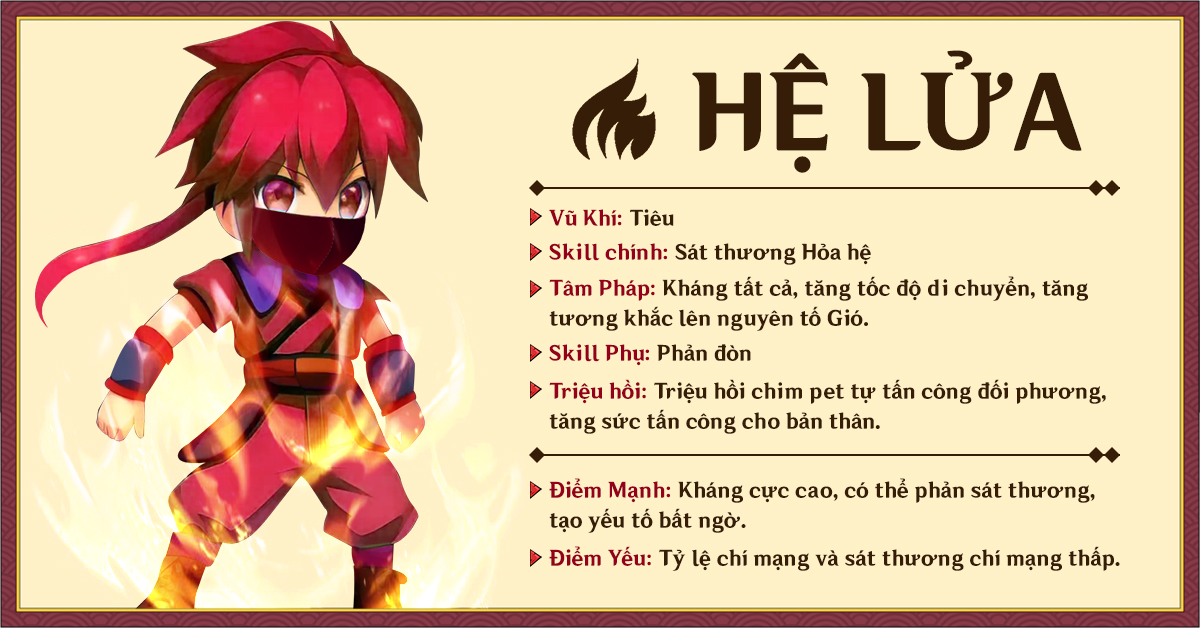 HỆ LỬA
Vũ Khí: Tiêu
Skill chính: Sát thương Hỏa hệ
Tâm Pháp: Kháng tất cả, tăng tốc độ di chuyển, tăng
tương khắc lên nguyên tố Gió.
Skill Phụ: Phản đòn
Triệu hồi: Triệu hồi chim pet tự tấn công đối phương,
tăng sức tấn công cho bản thân.
Điểm Mạnh: Kháng cực cao, có thể phản sát thương,
tạo yếu tố bất ngờ.
Điểm Yếu: Tỷ lệ chí mạng và sát thương chí mạng thấp.